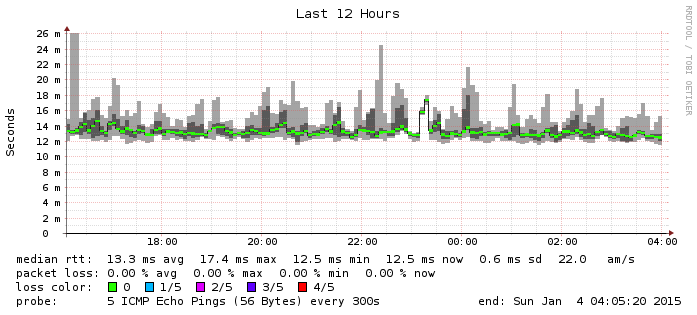 Last 12 Hours
RRDTOOL / TOBI OETIKER
Seconds
26 m
24 m
22 m
20 m
18 m
16 m
14 m
12 m
10 m
8 m
6 m
4 m
2 m
0
18:00 20:00 22:00 00:00 02:00 04:00
median rtt: 13.3 ms avg 17.4 ms max 12.5 ms min 12.5 ms now 0.6 ms sd 22.0 am/s
packet loss: 0.00 % avg 0.00 % max 0.00 % min 0.00 % now
loss color: 0 1/5 2/5 3/5 4/5
probe: 5 ICMP Echo Pings (56 Bytes) every 300s end: Sun Jan 4 04:05:20 2015